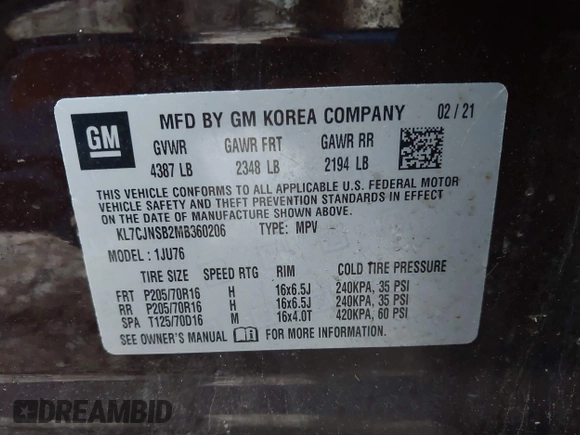 GM
MFD BY GM KOREA COMPANY 02 / 21
GVWR GAWR FRT GAWR RR
4387 LB 2348 LB 2194 LB
THIS VEHICLE CONFORMS TO ALL APPLICABLE U.S. FEDERAL MOTOR
VEHICLE SAFETY AND THEFT PREVENTION STANDARDS IN EFFECT
ON THE DATE OF MANUFACTURE SHOWN ABOVE.
KL7CJNSB2MB360206 TYPE: MPV
MODEL: 1JU76
TIRE SIZE SPEED RTG RIM COLD TIRE PRESSURE
FRT P205/70R16 H 16x6.5J 240KPA, 35 PSI
RR P205/70R16 H 16x6.5J 240KPA, 35 PSI
SPA T125/70D16 M 16x4.0T 420KPA, 60 PSI
SEE OWNER'S MANUAL FOR MORE INFORMATION.
DREAMBID